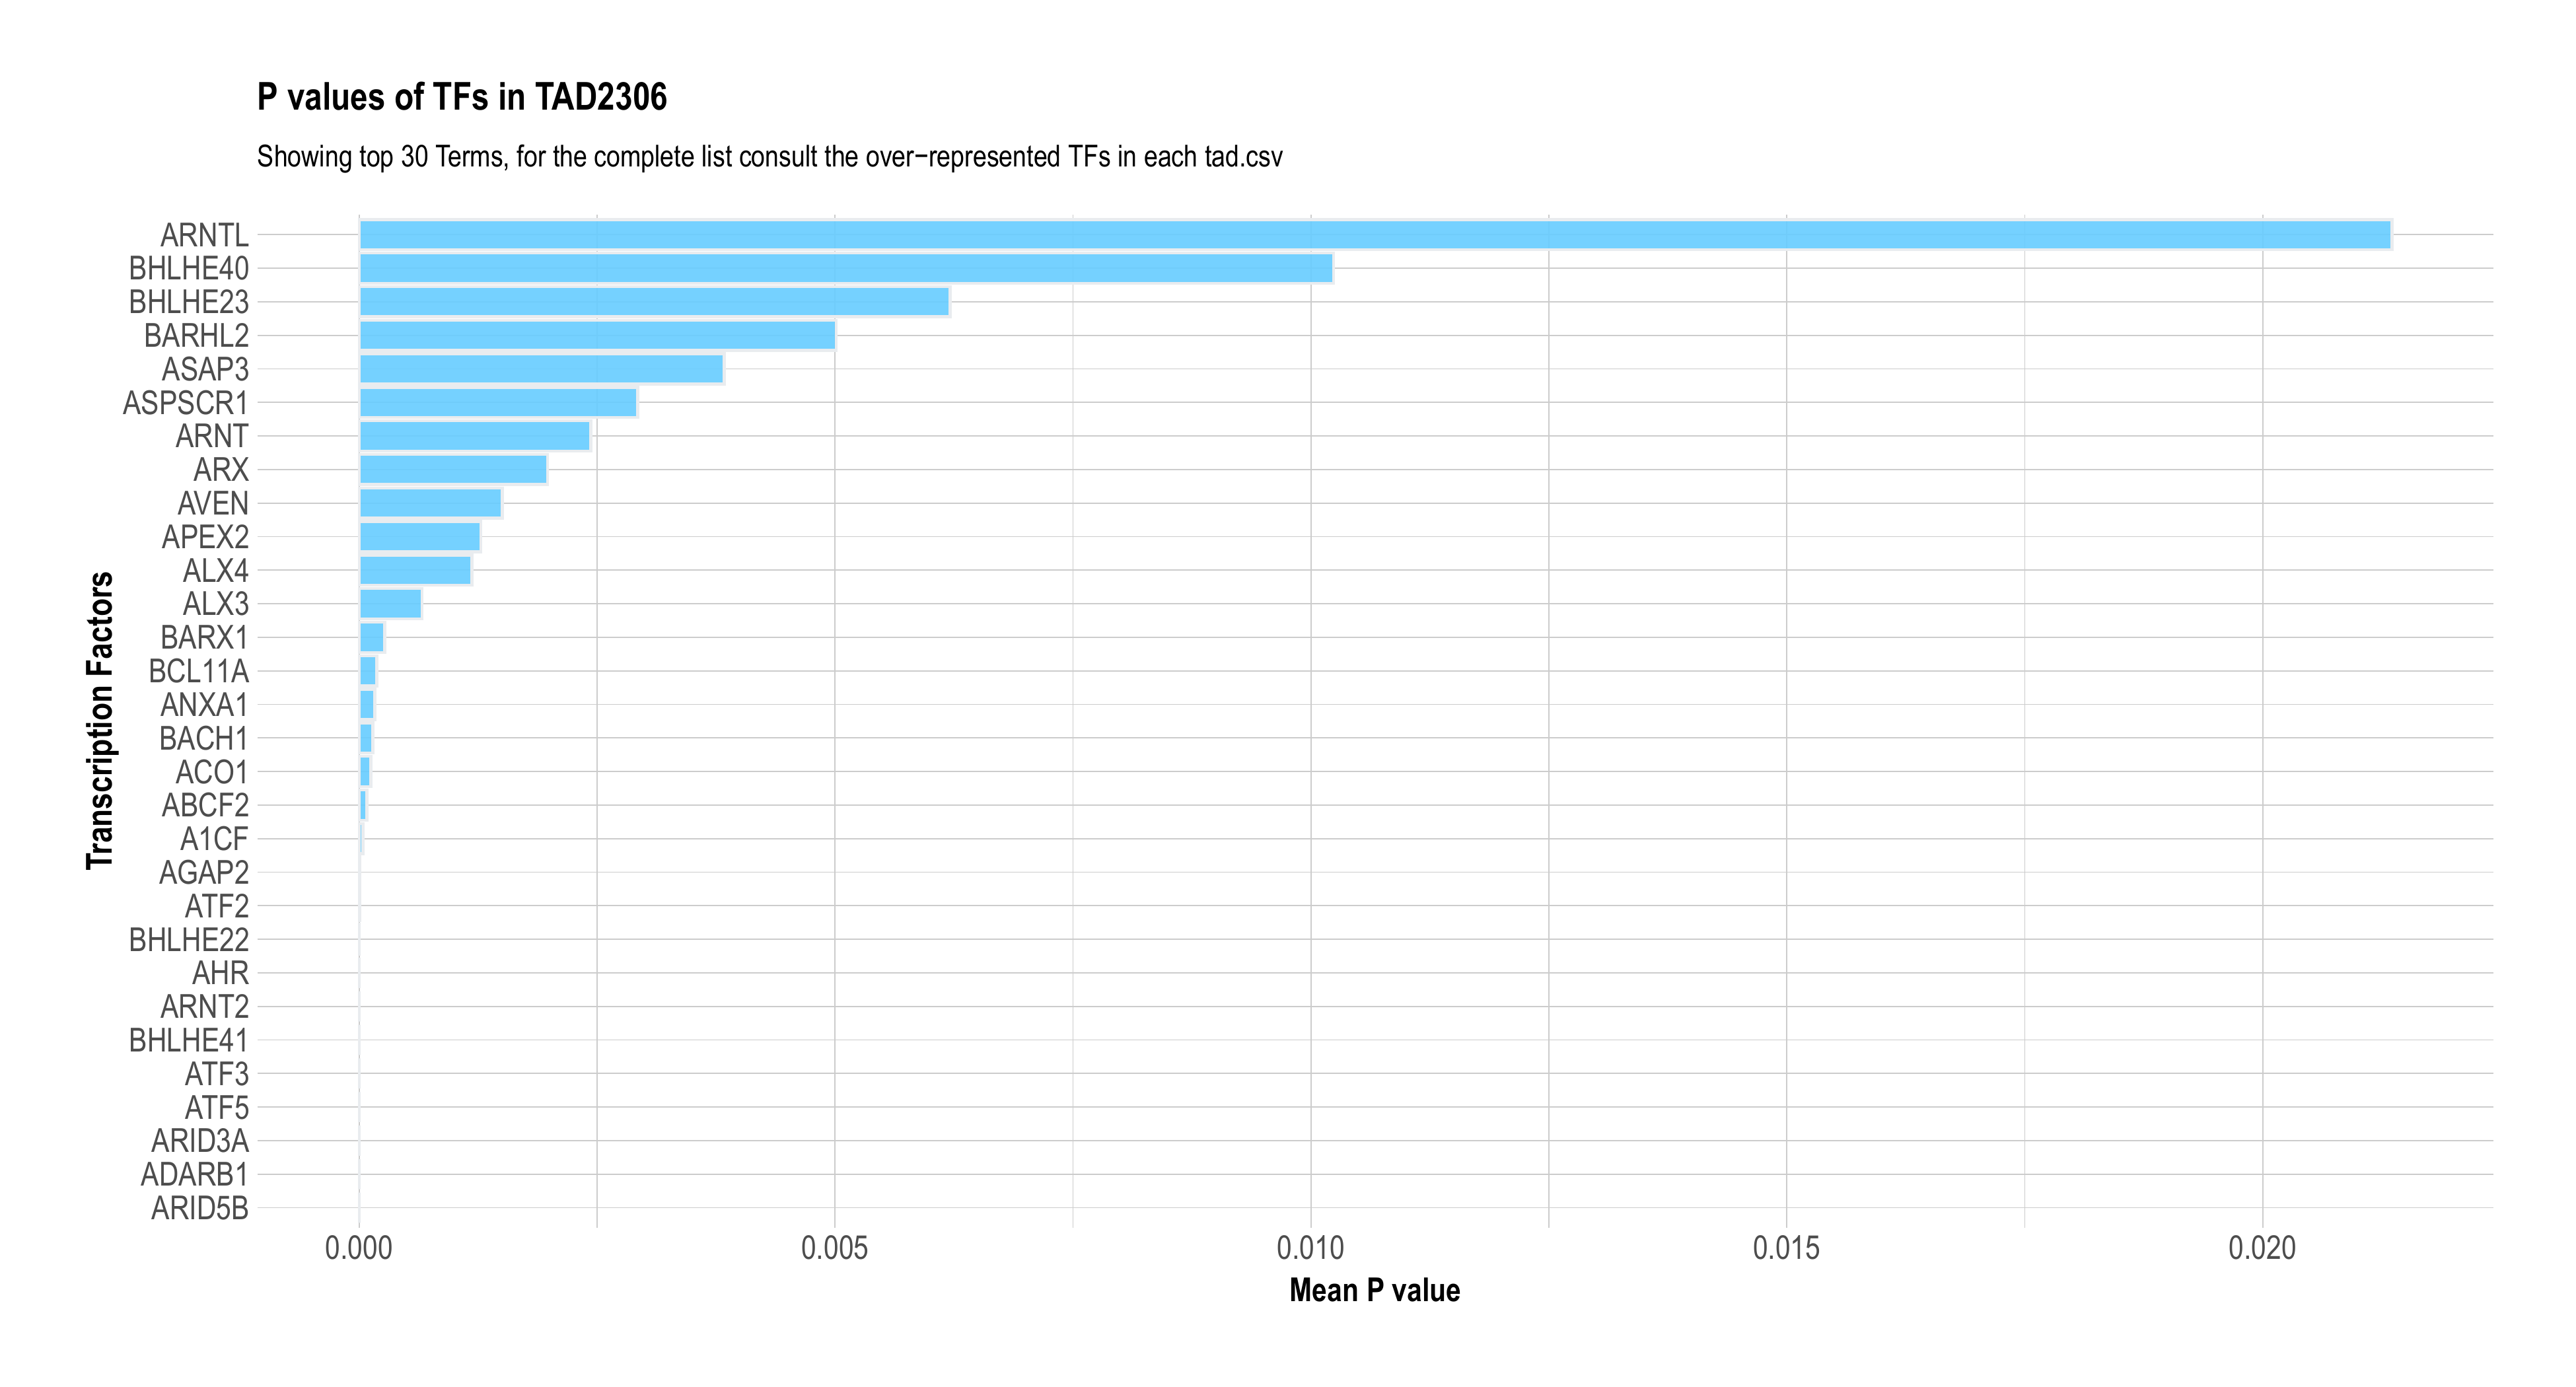 P values of TFs in TAD2306
Showing top 30 Terms, for the complete list consult the over−represented TFs in each tad.csv
Transcription Factors
ARNTL
BHLHE40
BHLHE23
BARHL2
ASAP3
ASPSCR1
ARNT
ARX
AVEN
APEX2
ALX4
ALX3
BARX1
BCL11A
ANXA1
BACH1
ACO1
ABCF2
A1CF
AGAP2
ATF2
BHLHE22
AHR
ARNT2
BHLHE41
ATF3
ATF5
ARID3A
ADARB1
ARID5B
0.000 0.005 0.010 0.015 0.020
Mean P value